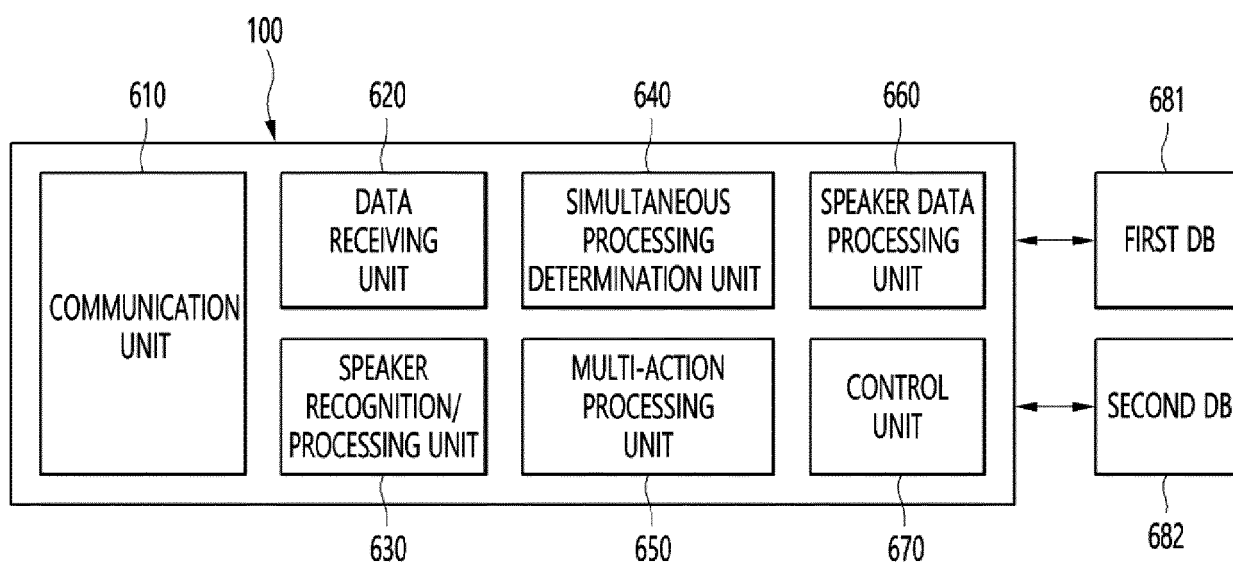 100
610
620
640
660
681
COMMUNICATION
UNIT
DATA
RECEIVING
UNIT
SIMULTANEOUS
PROCESSING
DETERMINATION UNIT
SPEAKER DATA
PROCESSING
UNIT
FIRST DB
SPEAKER
RECOGNITION/
PROCESSING UNIT
MULTI-ACTION
PROCESSING
UNIT
CONTROL
UNIT
SECOND DB
630
650
670
682